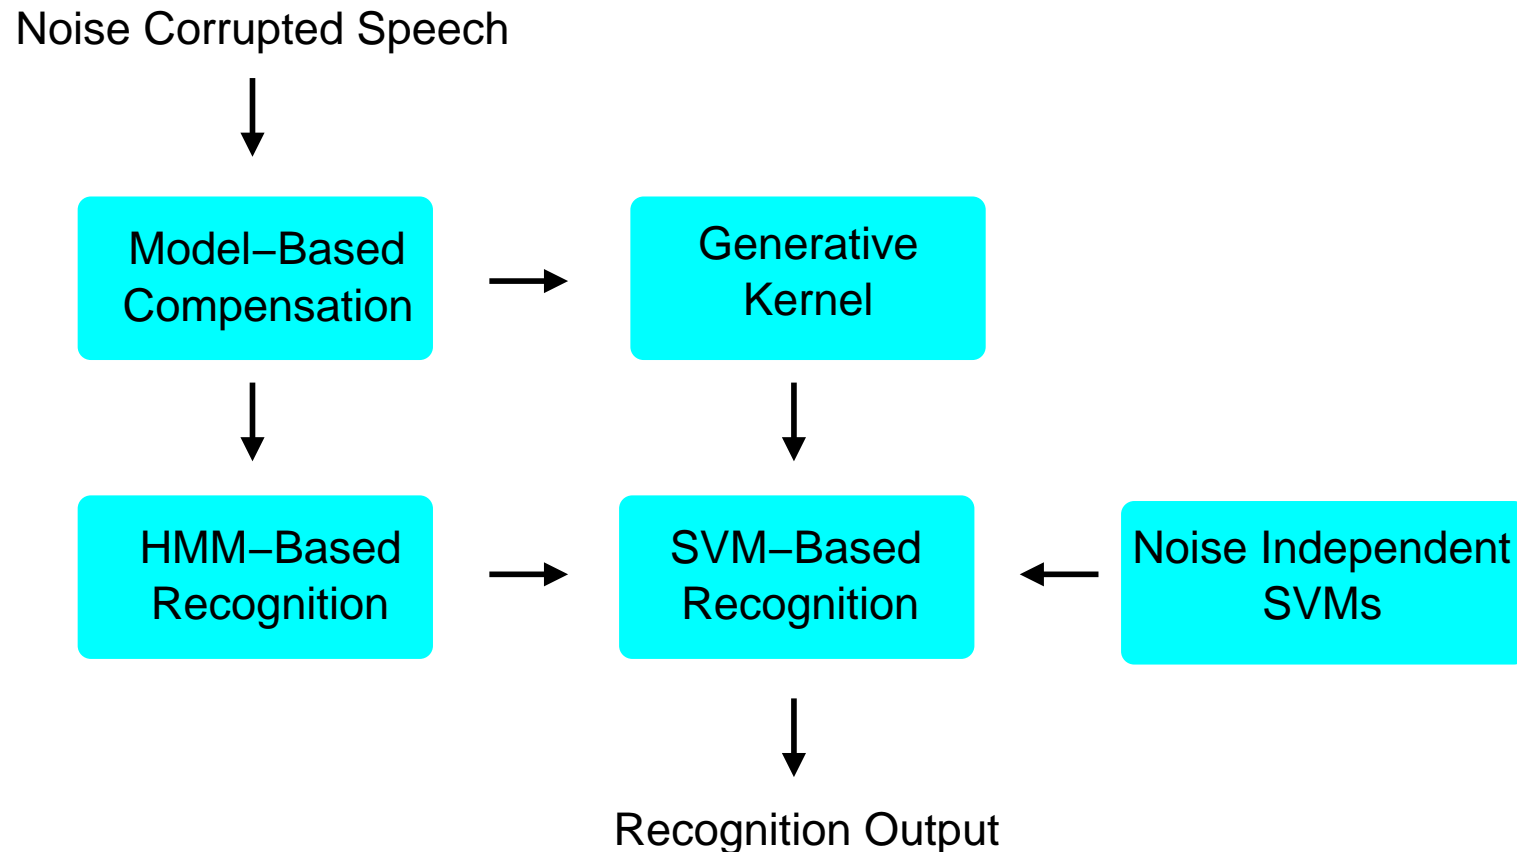 Noise Corrupted Speech
Model−Based
Compensation
Generative
Kernel
HMM−Based
Recognition
SVM−Based
Recognition
Noise Independent
SVMs
Recognition Output